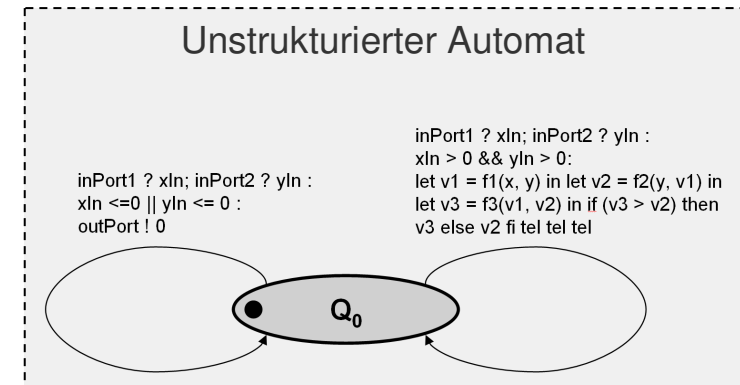 Unstrukturierter Automat
inPort1 ? xIn; inPort2 ? yIn :
xIn <=0 || yIn <= 0 :
outPort ! 0
inPort1 ? xIn; inPort2 ? yIn :
xIn > 0 && yIn > 0:
let v1 = f1(x, y) in let v2 = f2(y, v1) in
let v3 = f3(v1, v2) in if (v3 > v2) then
v3 else v2 fi tel tel tel
Q0